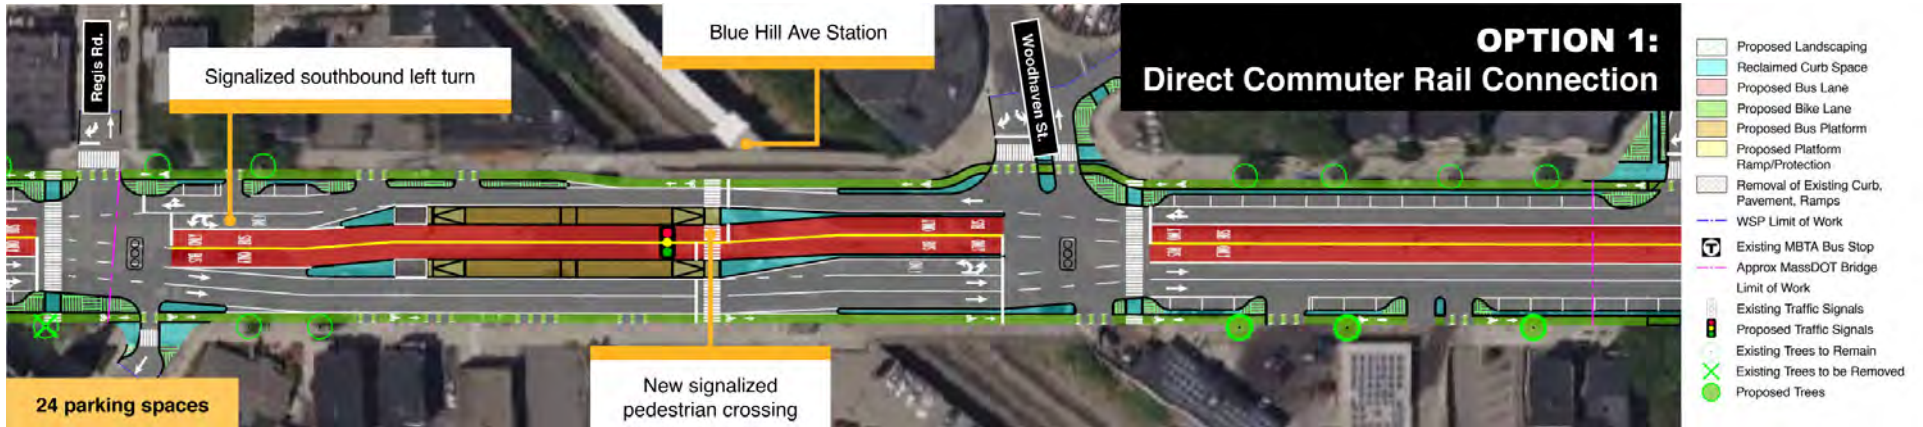 Regis Rd.
Signalized southbound left turn
Blue Hill Ave Station
Woodhaven St.
OPTION 1:
Direct Commuter Rail Connection
24 parking spaces
New signalized
pedestrian crossing
Proposed Landscaping
Reclaimed Curb Space
Proposed Bus Lane
Proposed Bike Lane
Proposed Bus Platform
Proposed Platform
Ramp/Protection
Removal of Existing Curb,
Pavement, Ramps
WSP Limit of Work
T
Existing MBTA Bus Stop
Approx MassDOT Bridge
Limit of Work
Existing Traffic Signals
Proposed Traffic Signals
Existing Trees to Remain
Existing Trees to be Removed
Proposed Trees